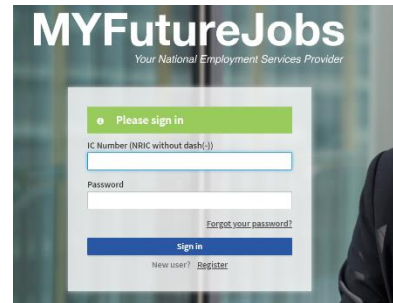 MYFutureJobs
Your National Employment Services Provider
Please sign in
IC Number (NRIC without dash(-))
Password
Forgot your password?
Sign in
New user? Register